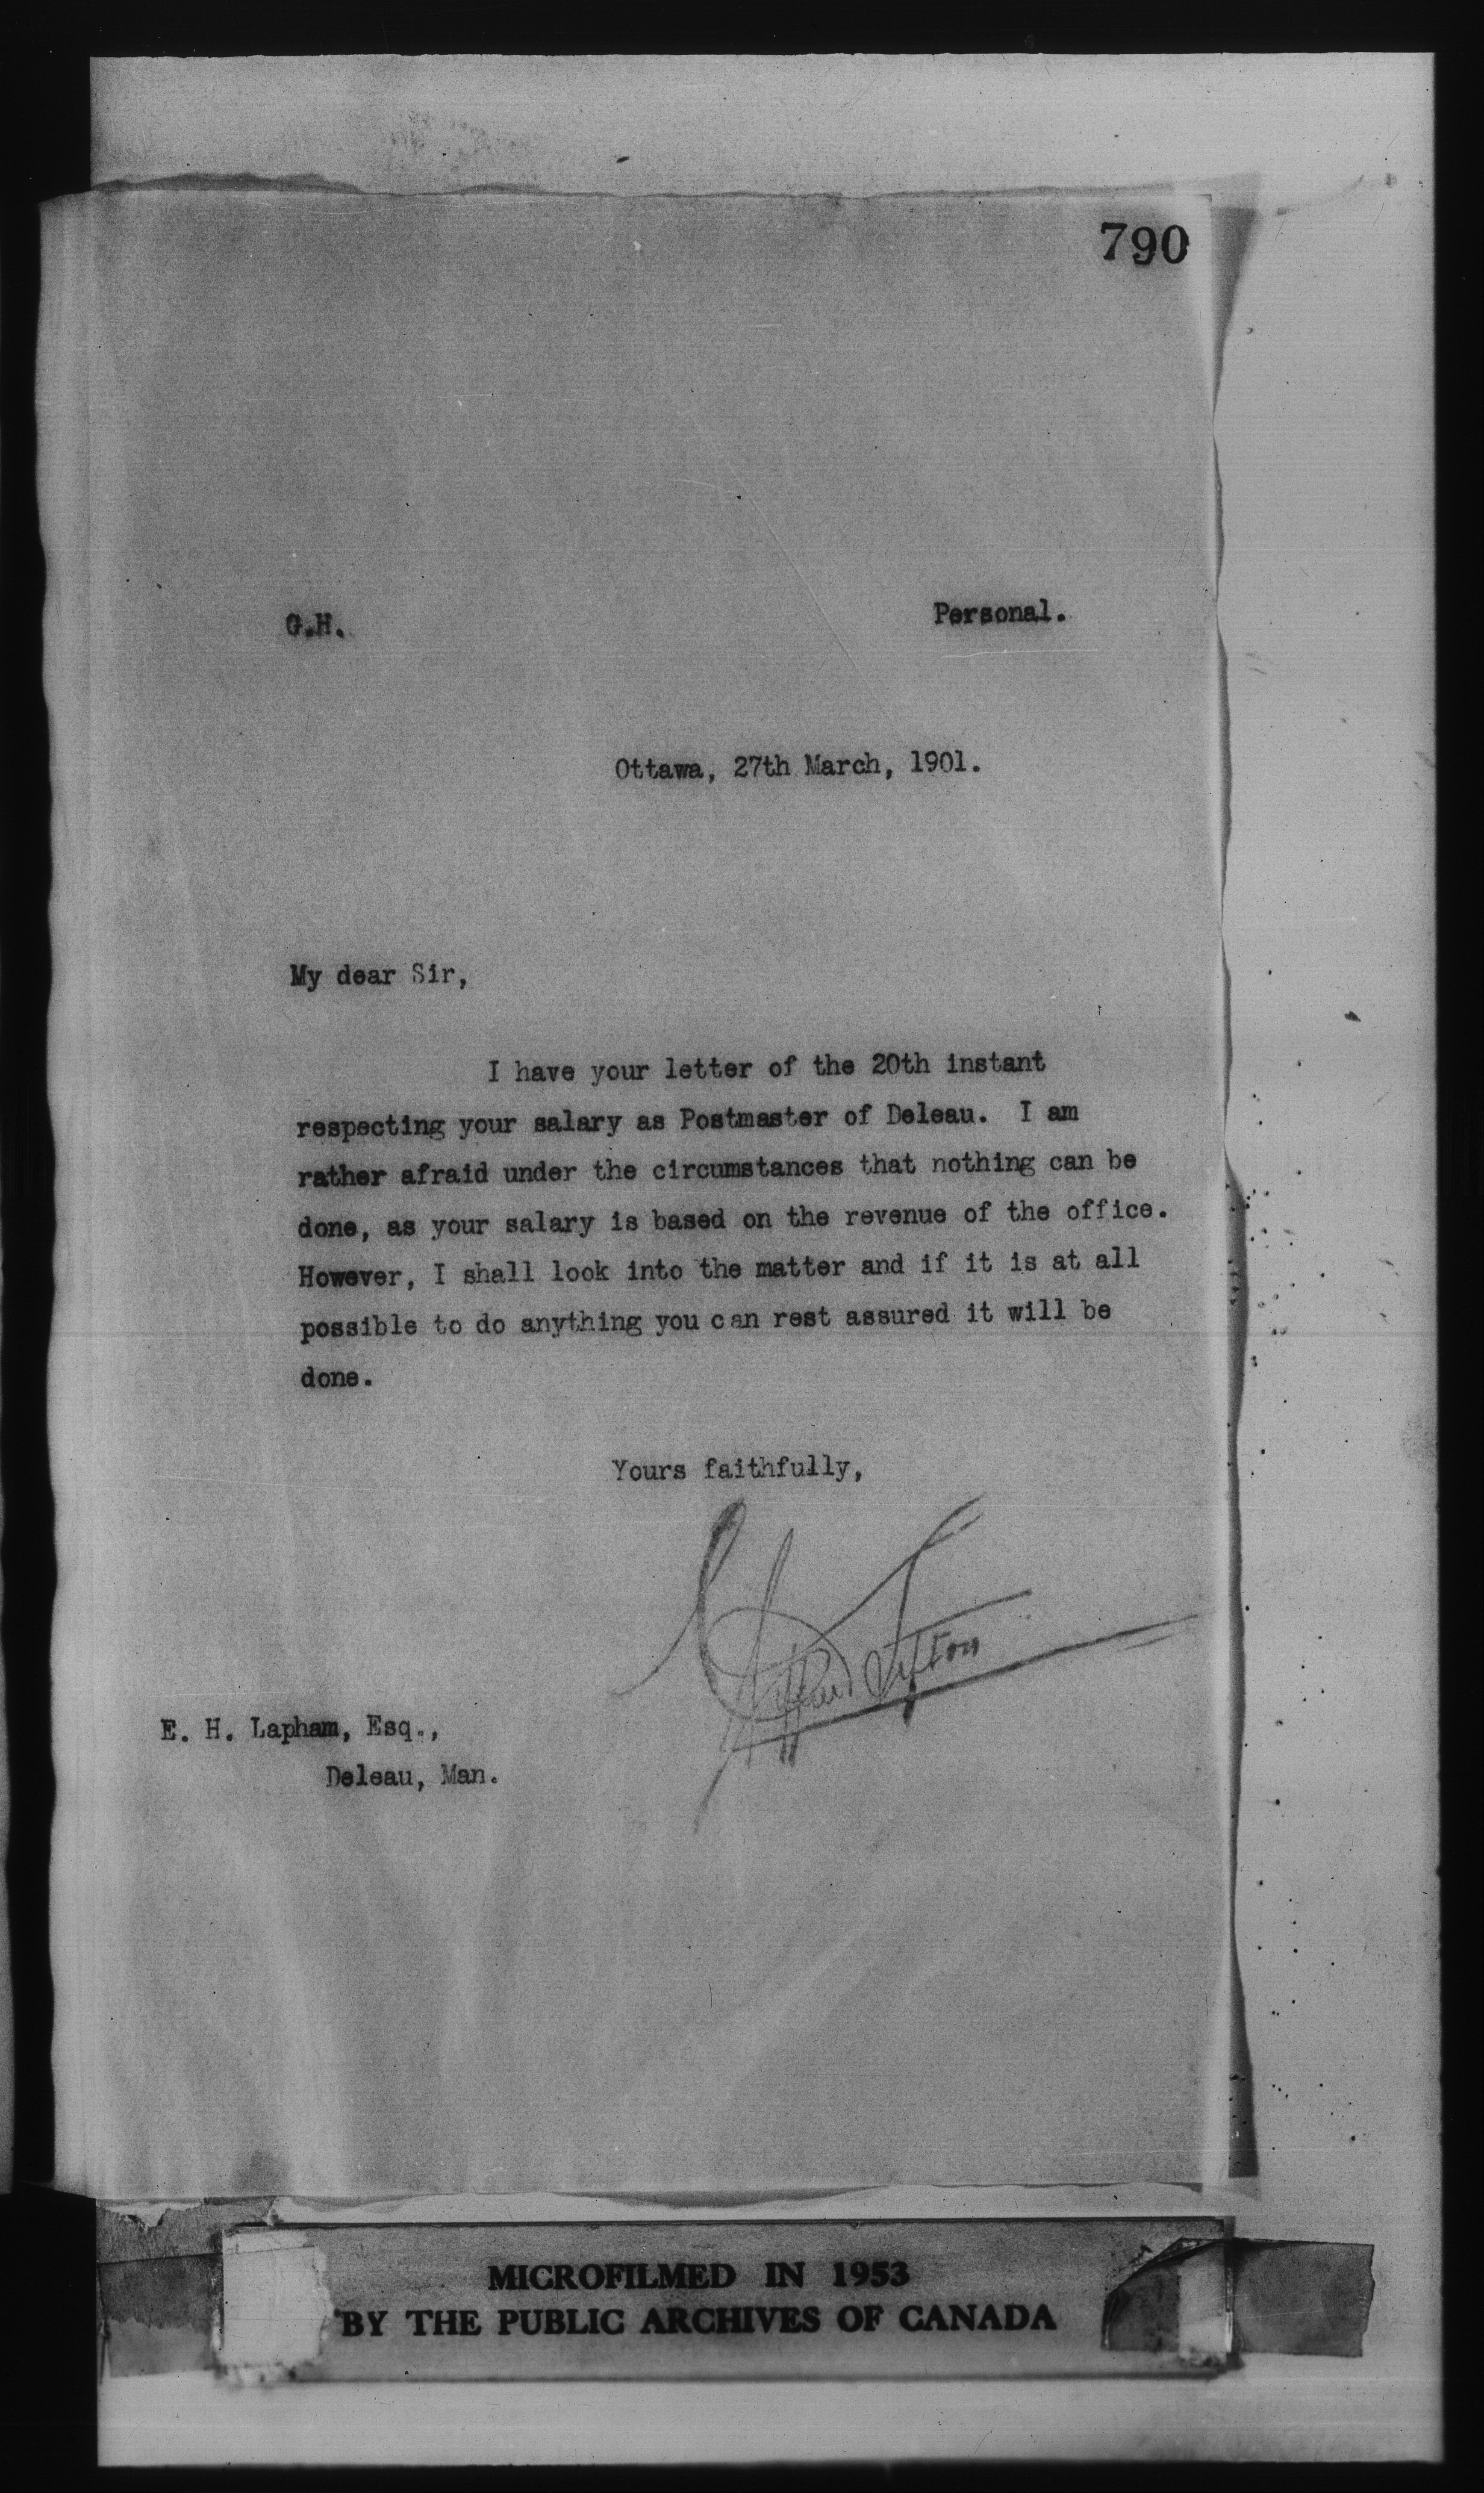 790
G.H.
Personal.
Ottawa, 27th March, 1901.
My dear Sir,
I have your letter of the 20th instant
respecting your salary as Postmaster of Deleau. I am
rather afraid under the circumstances that nothing can be
done, as your salary is based on the revenue of the office.
However, I shall look into the matter and if it is at all
possible to do anything you can rest assured it will be
done.
Yours faithfully,
Clifford Sifton
E. H. Lapham, Esq.,
Deleau, Man.
MICROFILMED IN 1953
BY THE PUBLIC ARCHIVES OF CANADA